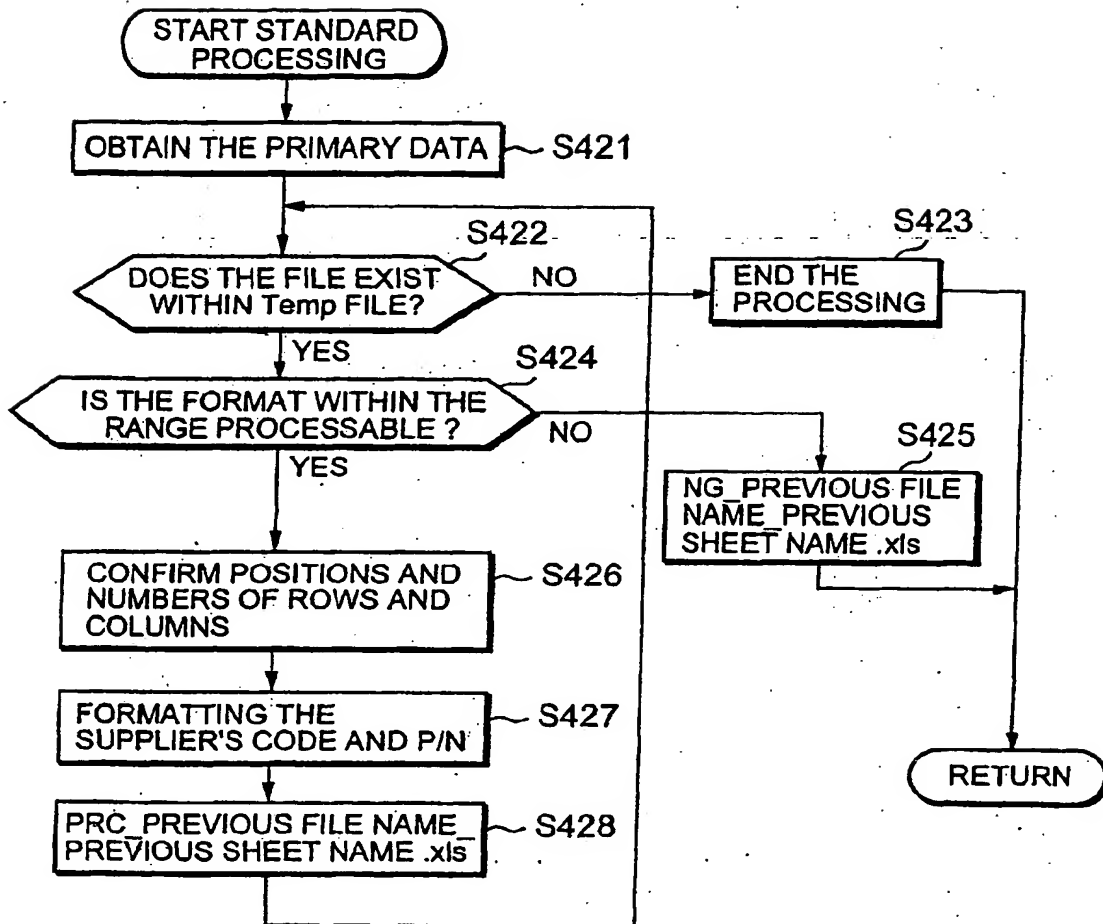 START STANDARD
PROCESSING
OBTAIN THE PRIMARY DATA
S421
S422
DOES THE FILE EXIST
WITHIN Temp FILE?
NO
YES
S423
END THE
PROCESSING
S424
IS THE FORMAT WITHIN THE
RANGE PROCESSABLE ?
NO
YES
S425
NG_PREVIOUS FILE
NAME_PREVIOUS
SHEET NAME .xls
CONFIRM POSITIONS AND
NUMBERS OF ROWS AND
COLUMNS
S426
FORMATTING THE
SUPPLIER'S CODE AND P/N
S427
PRC_PREVIOUS FILE NAME_
PREVIOUS SHEET NAME .xls
S428
RETURN